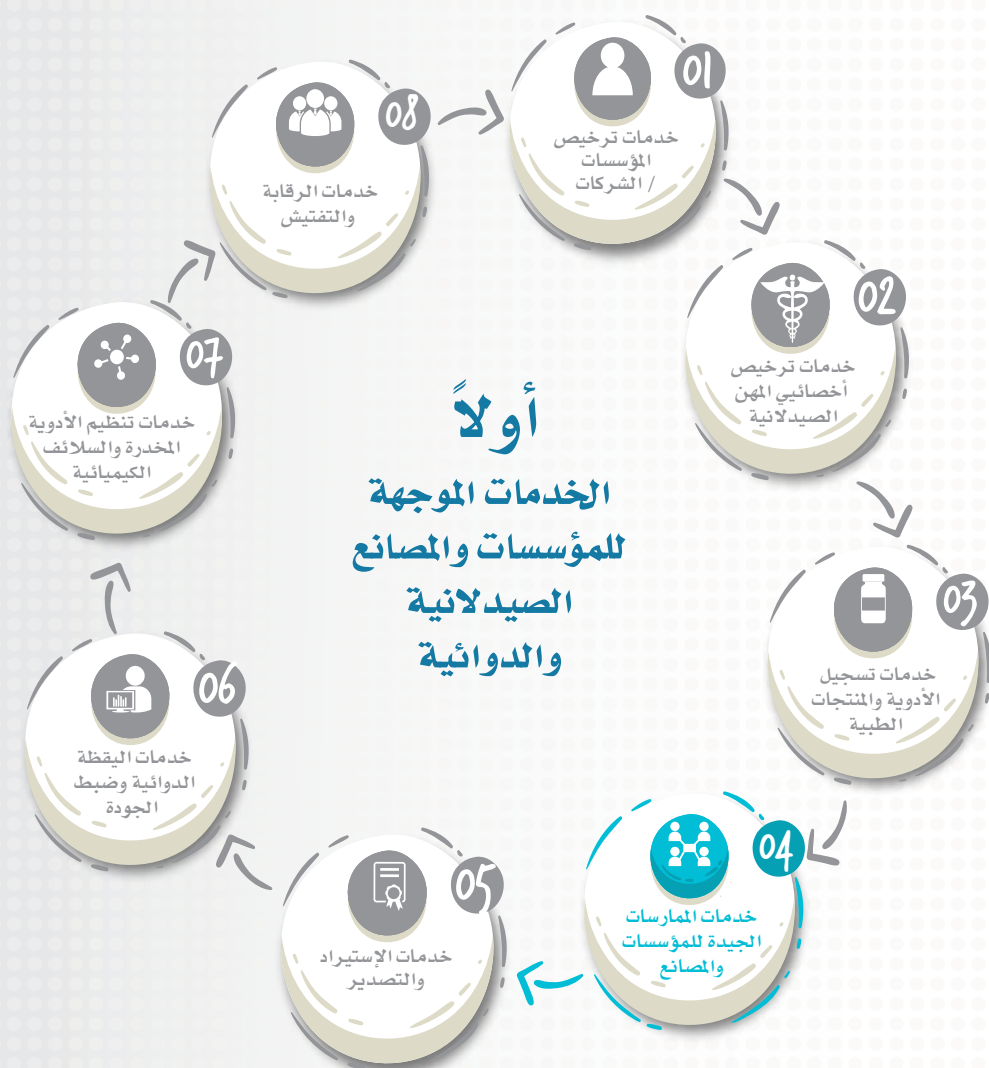 أولاً
الخدمات الموجهة
للمؤسسات والمصانع
الصيدلانية
والدوائية
01
خدمات ترخيص
المؤسسات
/ الشركات
02
خدمات ترخيص
أخصائيي المهن
الصيدلانية
03
خدمات تسجيل
الأدوية والمنتجات
الطبية
04
خدمات الممارسات
الجيدة للمؤسسات
والمصانع
05
خدمات الإستيراد
والتصدير
06
خدمات اليقظة
الدوائية وضبط
الجودة
07
خدمات تنظيم الأدوية
المخدرة والسلائف
الكيميائية
08
خدمات الرقابة
والتفتيش